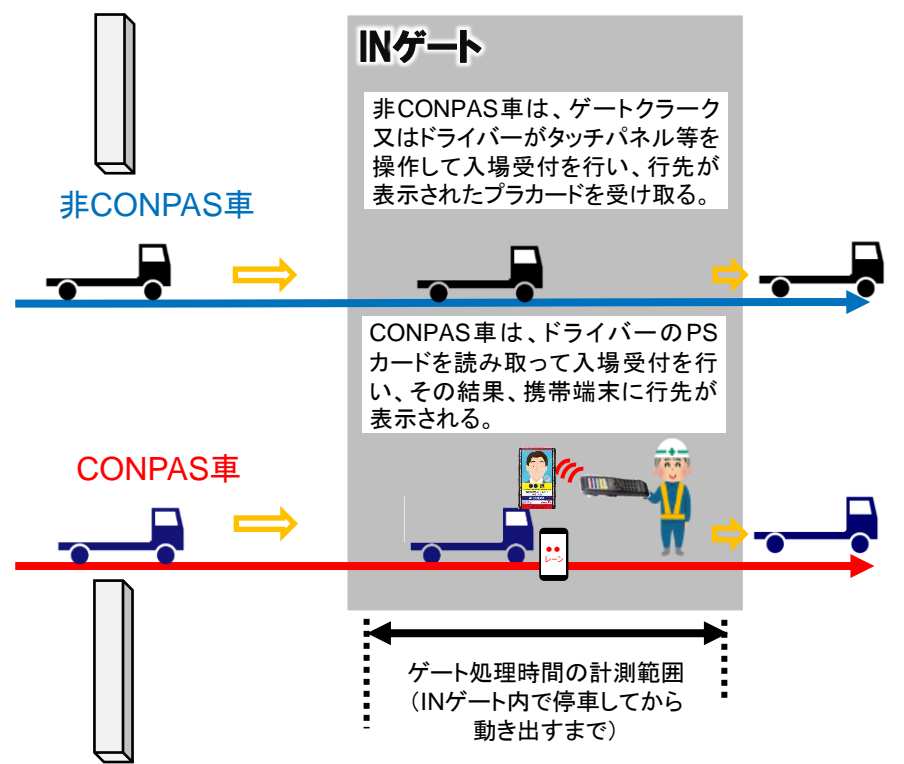 INゲート
非CONPAS車は、ゲートクラーク
又はドライバーがタッチパネル等を
操作して入場受付を行い、行先が
表示されたプラカードを受け取る。
非CONPAS車
CONPAS車は、ドライバーのPS
カードを読み取って入場受付を行
い、その結果、携帯端末に行先が
表示される。
CONPAS車
●●
レーン
ゲート処理時間の計測範囲
（INゲート内で停車してから
動き出すまで）